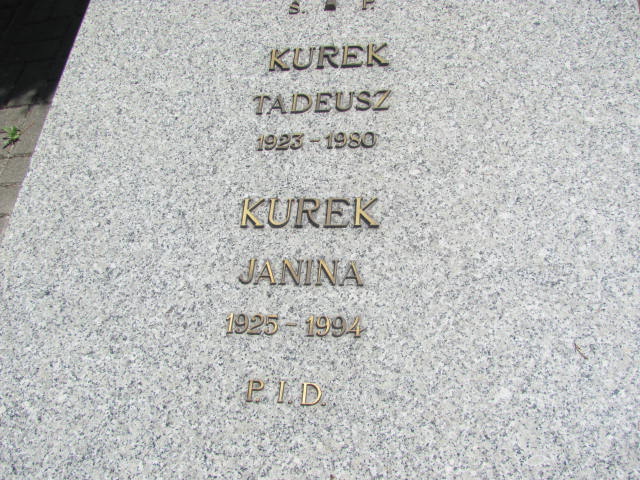 Ś. P.
KUREK
TADEUSZ
1923-1980
KUREK
JANINA
1925-1994
P.I.D.